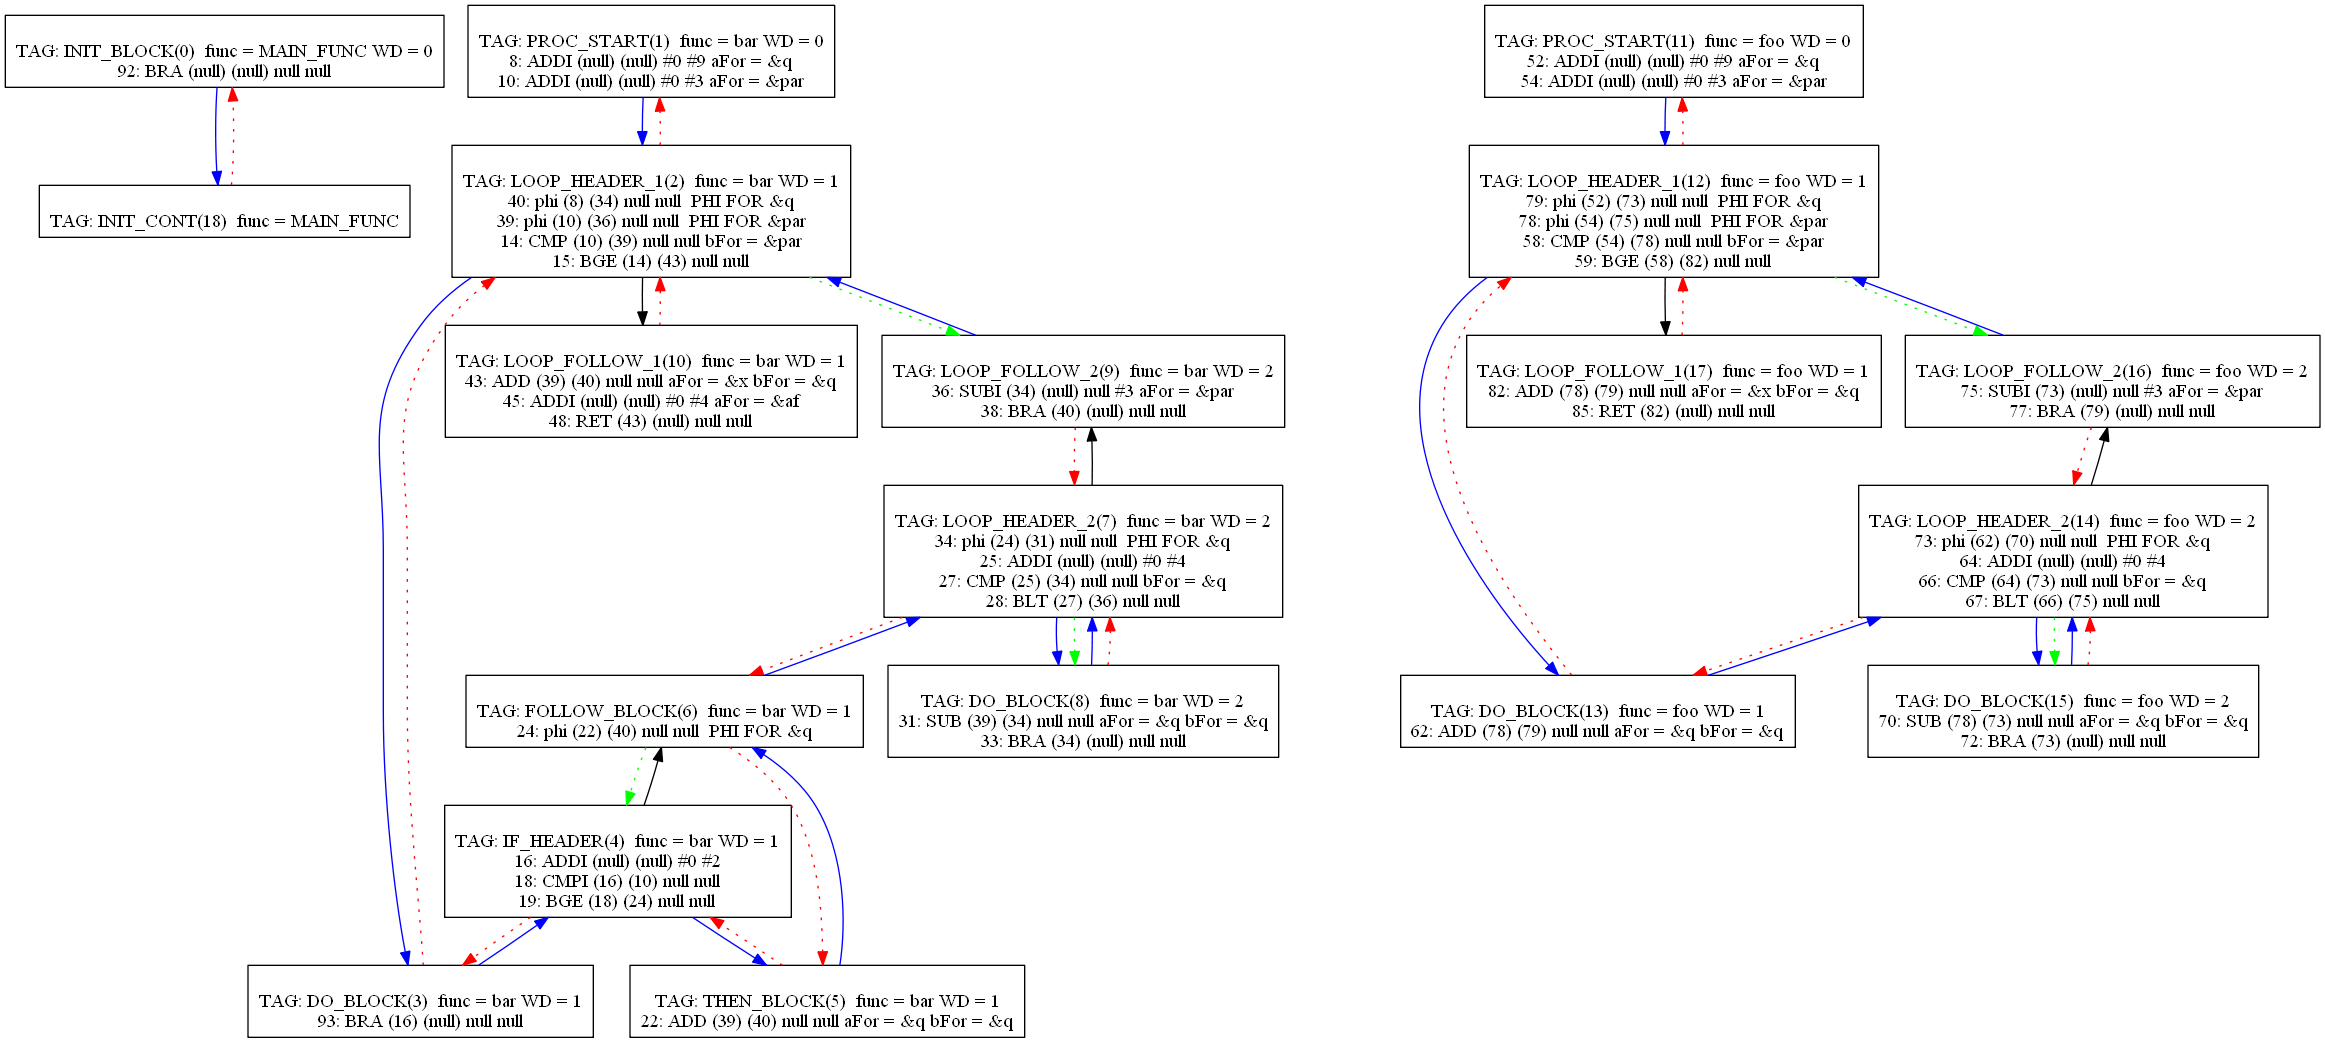 TAG: INIT_BLOCK(0) func = MAIN_FUNC WD = 0
92: BRA (null) (null) null null
TAG: INIT_CONT(18) func = MAIN_FUNC
TAG: PROC_START(1) func = bar WD = 0
8: ADDI (null) (null) #0 #9 aFor = &q
10: ADDI (null) (null) #0 #3 aFor = &par
TAG: LOOP_HEADER_1(2) func = bar WD = 1
40: phi (8) (34) null null PHI FOR &q
39: phi (10) (36) null null PHI FOR &par
14: CMP (10) (39) null null bFor = &par
15: BGE (14) (43) null null
TAG: LOOP_FOLLOW_1(10) func = bar WD = 1
43: ADD (39) (40) null null aFor = &x bFor = &q
45: ADDI (null) (null) #0 #4 aFor = &af
48: RET (43) (null) null null
TAG: LOOP_FOLLOW_2(9) func = bar WD = 2
36: SUBI (34) (null) null #3 aFor = &par
38: BRA (40) (null) null null
TAG: LOOP_HEADER_2(7) func = bar WD = 2
34: phi (24) (31) null null PHI FOR &q
25: ADDI (null) (null) #0 #4
27: CMP (25) (34) null null bFor = &q
28: BLT (27) (36) null null
TAG: FOLLOW_BLOCK(6) func = bar WD = 1
24: phi (22) (40) null null PHI FOR &q
TAG: DO_BLOCK(8) func = bar WD = 2
31: SUB (39) (34) null null aFor = &q bFor = &q
33: BRA (34) (null) null null
TAG: IF_HEADER(4) func = bar WD = 1
16: ADDI (null) (null) #0 #2
18: CMPI (16) (10) null null
19: BGE (18) (24) null null
TAG: DO_BLOCK(3) func = bar WD = 1
93: BRA (16) (null) null null
TAG: THEN_BLOCK(5) func = bar WD = 1
22: ADD (39) (40) null null aFor = &q bFor = &q
TAG: PROC_START(11) func = foo WD = 0
52: ADDI (null) (null) #0 #9 aFor = &q
54: ADDI (null) (null) #0 #3 aFor = &par
TAG: LOOP_HEADER_1(12) func = foo WD = 1
79: phi (52) (73) null null PHI FOR &q
78: phi (54) (75) null null PHI FOR &par
58: CMP (54) (78) null null bFor = &par
59: BGE (58) (82) null null
TAG: LOOP_FOLLOW_1(17) func = foo WD = 1
82: ADD (78) (79) null null aFor = &x bFor = &q
85: RET (82) (null) null null
TAG: LOOP_FOLLOW_2(16) func = foo WD = 2
75: SUBI (73) (null) null #3 aFor = &par
77: BRA (79) (null) null null
TAG: LOOP_HEADER_2(14) func = foo WD = 2
73: phi (62) (70) null null PHI FOR &q
64: ADDI (null) (null) #0 #4
66: CMP (64) (73) null null bFor = &q
67: BLT (66) (75) null null
TAG: DO_BLOCK(13) func = foo WD = 1
62: ADD (78) (79) null null aFor = &q bFor = &q
TAG: DO_BLOCK(15) func = foo WD = 2
70: SUB (78) (73) null null aFor = &q bFor = &q
72: BRA (73) (null) null null